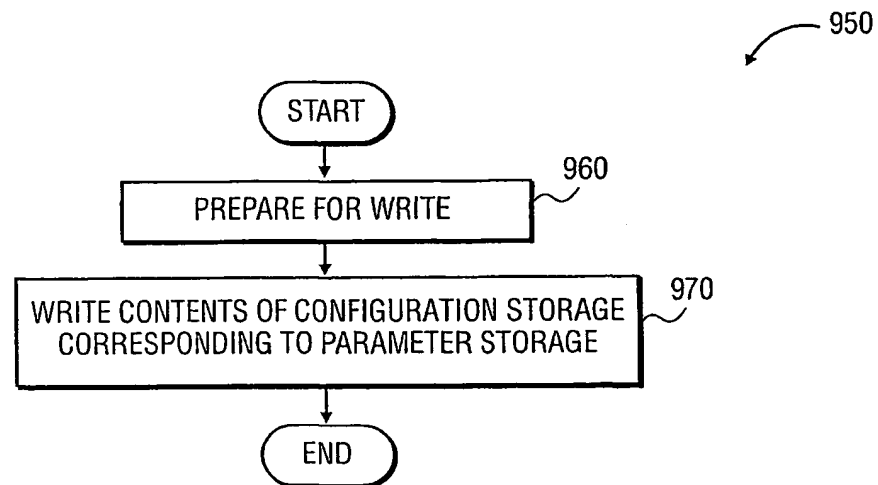 950
START
960
PREPARE FOR WRITE
970
WRITE CONTENTS OF CONFIGURATION STORAGE
CORRESPONDING TO PARAMETER STORAGE
END